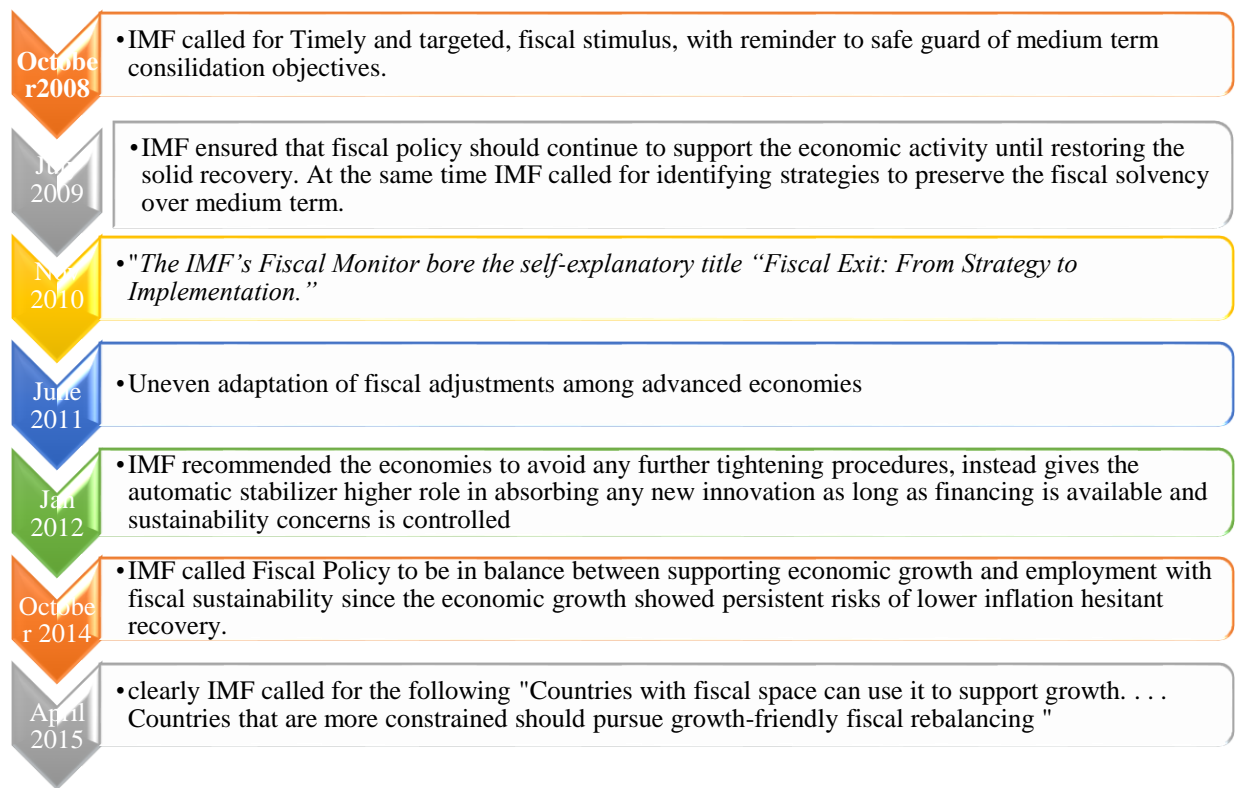 Octobe
r2008
•IMF called for Timely and targeted, fiscal stimulus, with reminder to safe guard of medium term
consilidation objectives.
2009
•IMF ensured that fiscal policy should continue to support the economic activity until restoring the
solid recovery. At the same time IMF called for identifying strategies to preserve the fiscal solvency
over medium term.
2010
•"The IMF’s Fiscal Monitor bore the self-explanatory title “Fiscal Exit: From Strategy to
Implementation.”
June
2011
•Uneven adaptation of fiscal adjustments among advanced economies
Jan
2012
•IMF recommended the economies to avoid any further tightening procedures, instead gives the
automatic stabilizer higher role in absorbing any new innovation as long as financing is available and
sustainability concerns is controlled
Octobe
r 2014
•IMF called Fiscal Policy to be in balance between supporting economic growth and employment with
fiscal sustainability since the economic growth showed persistent risks of lower inflation hesitant
recovery.
April
2015
•clearly IMF called for the following "Countries with fiscal space can use it to support growth. . . .
Countries that are more constrained should pursue growth-friendly fiscal rebalancing "